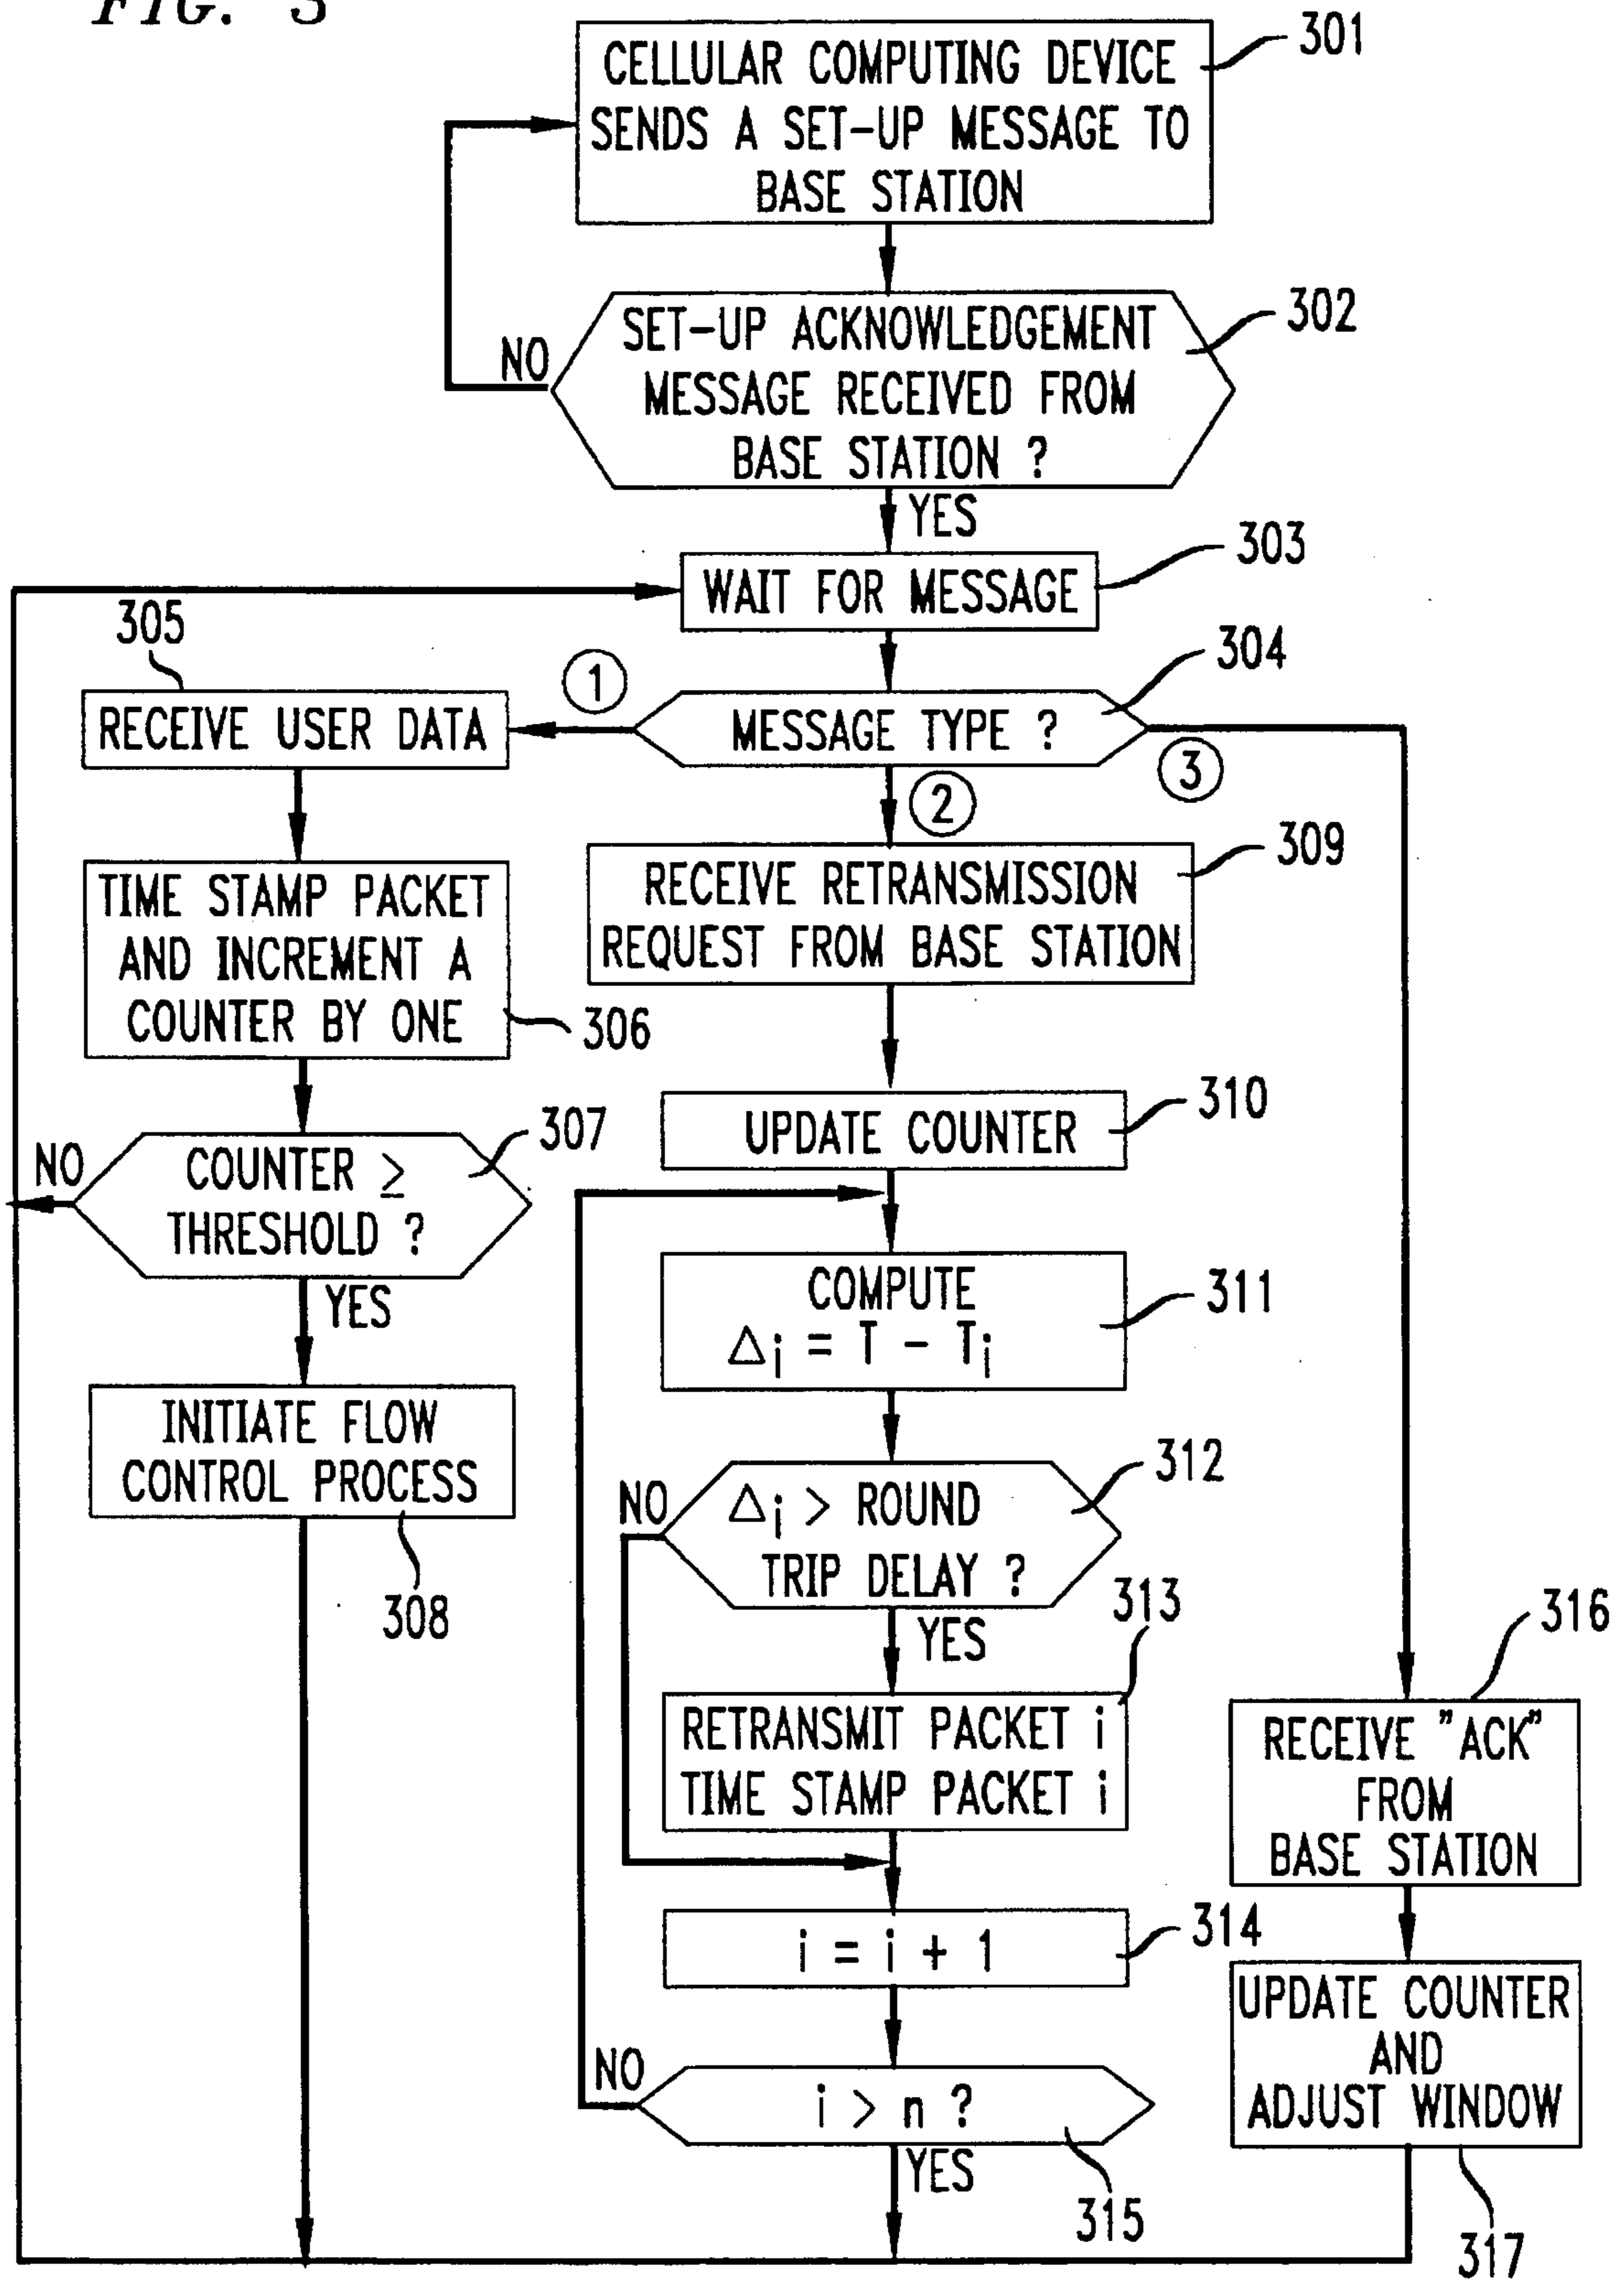 FIG. 3
301
CELLULAR COMPUTING DEVICE
SENDS A SET-UP MESSAGE TO
BASE STATION
302
SET-UP ACKNOWLEDGEMENT
MESSAGE RECEIVED FROM
BASE STATION ?
NO
YES
303
WAIT FOR MESSAGE
304
MESSAGE TYPE ?
1
2
3
305
RECEIVE USER DATA
TIME STAMP PACKET
AND INCREMENT A
COUNTER BY ONE
306
307
COUNTER ≥
THRESHOLD ?
NO
YES
INITIATE FLOW
CONTROL PROCESS
308
309
RECEIVE RETRANSMISSION
REQUEST FROM BASE STATION
310
UPDATE COUNTER
311
COMPUTE
Δi = T - Ti
312
Δi > ROUND
TRIP DELAY ?
NO
YES
313
RETRANSMIT PACKET i
TIME STAMP PACKET i
314
i = i + 1
i > n ?
NO
YES
315
316
RECEIVE "ACK"
FROM
BASE STATION
UPDATE COUNTER
AND
ADJUST WINDOW
317